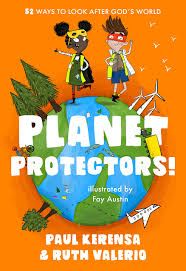 52 WAYS TO LOOK AFTER GOD'S WORLD
PLANET
PROTECTORS!
illustrated by
Fay Austin
PAUL KERENSA
& RUTH VALERIO